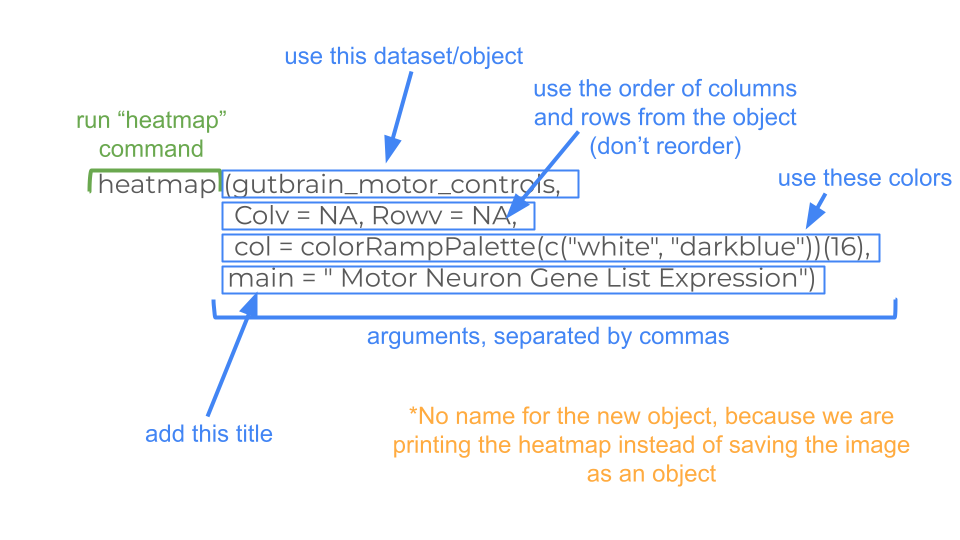 use this dataset/object
use the order of columns
and rows from the object
(don't reorder)
run “heatmap”
command
use these colors
heatmap (gutbrain_motor_controls,
Colv = NA, Rowv = NA,
col = colorRampPalette(c("white", "darkblue"))(16),
main = " Motor Neuron Gene List Expression")
arguments, separated by commas
add this title
*No name for the new object, because we are
printing the heatmap instead of saving the image
as an object